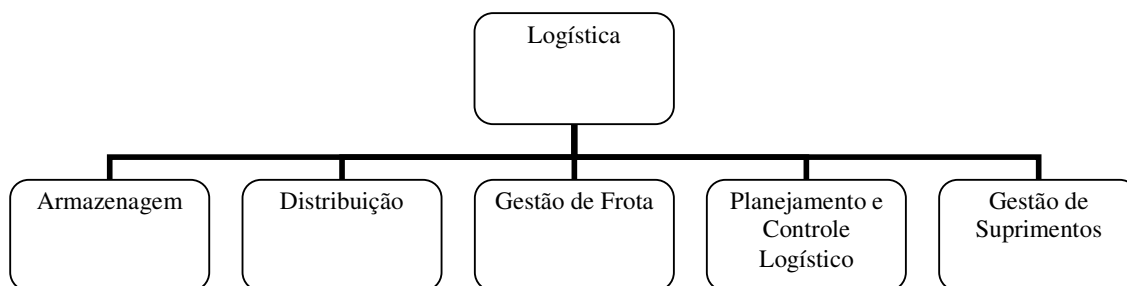 Logística
Armazenagem
Distribuição
Gestão de Frota
Planejamento e
Controle
Logístico
Gestão de
Suprimentos